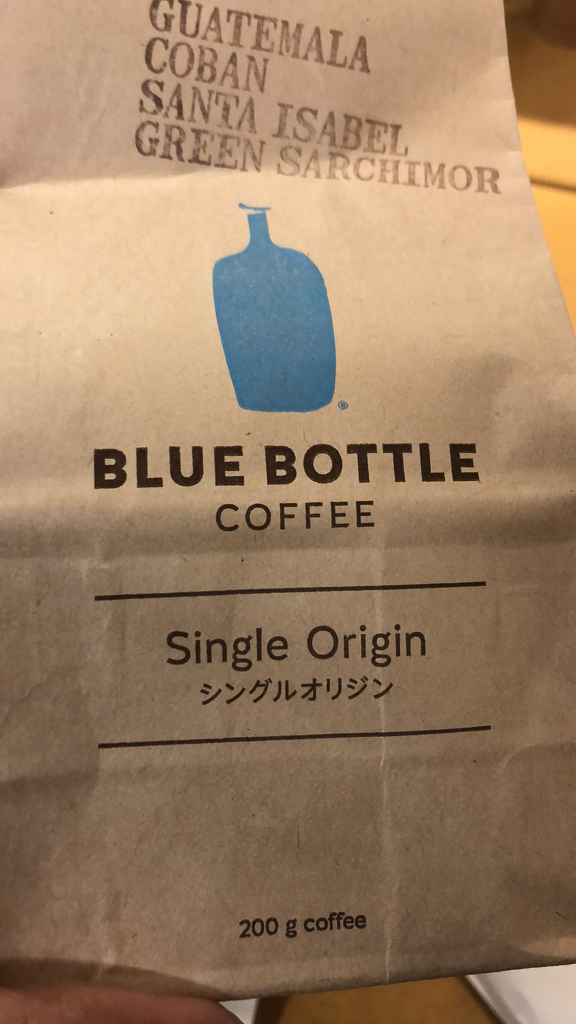 GUATEMALA
COBAN
SANTA ISABEL
GREEN SARCHIMOR
®
BLUE BOTTLE
COFFEE
Single Origin
シングルオリジン
200 g coffee